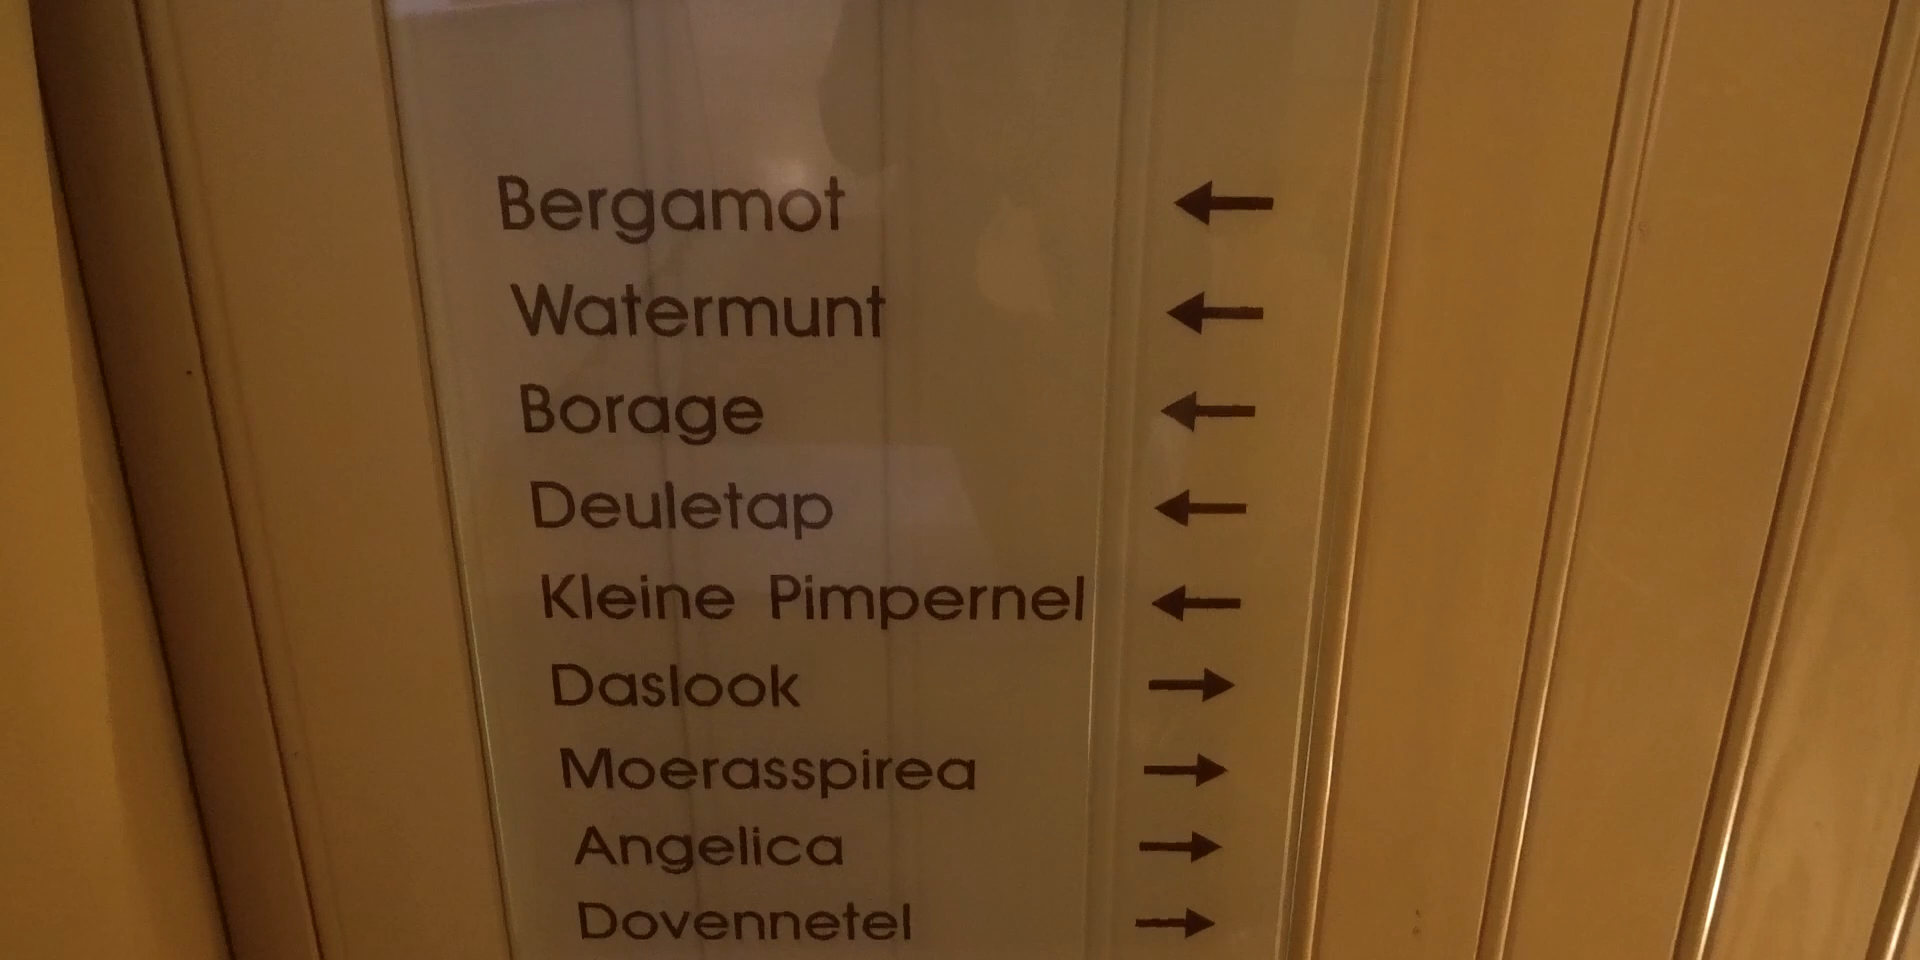 Bergamot ←
Watermunt ←
Borage ←
Deuletap ←
Kleine Pimpernel ←
Daslook →
Moerasspirea →
Angelica →
Dovennetel →